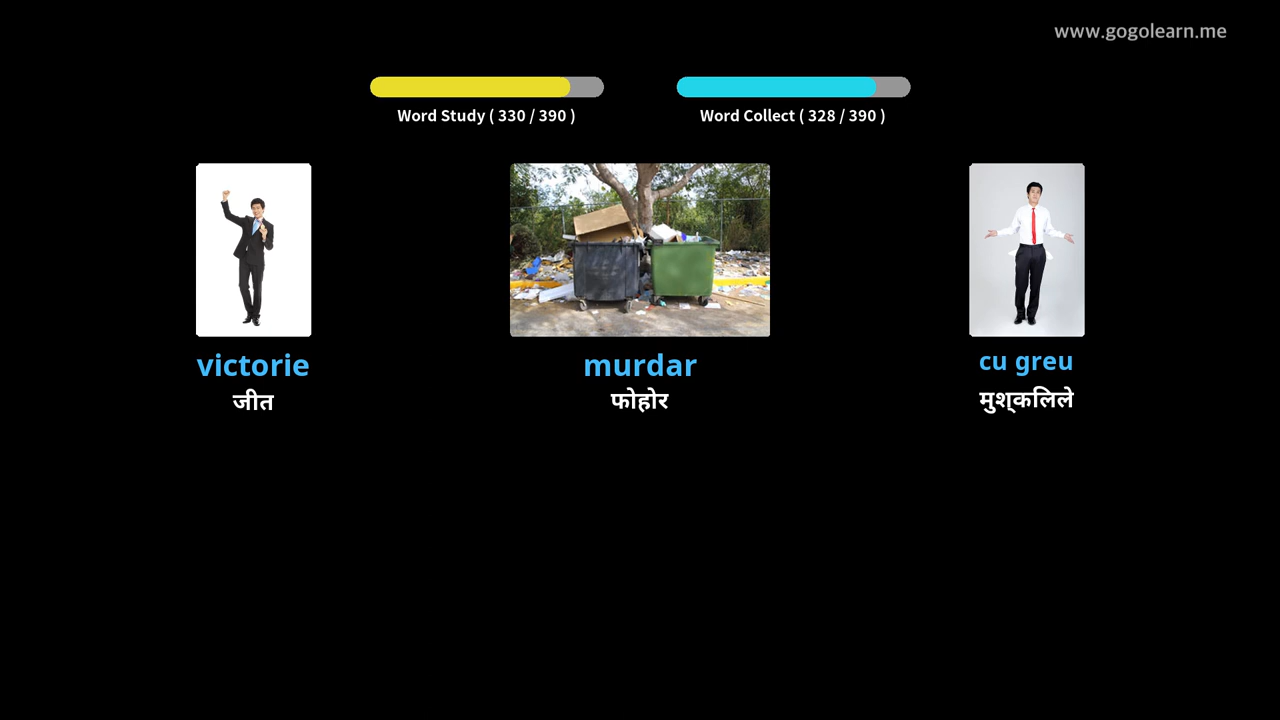 www.gogolearn.me
Word Study ( 330 / 390 )
Word Collect ( 328 / 390 )
victorie
जीत
murdar
फोहोर
cu greu
मुश्कलिले